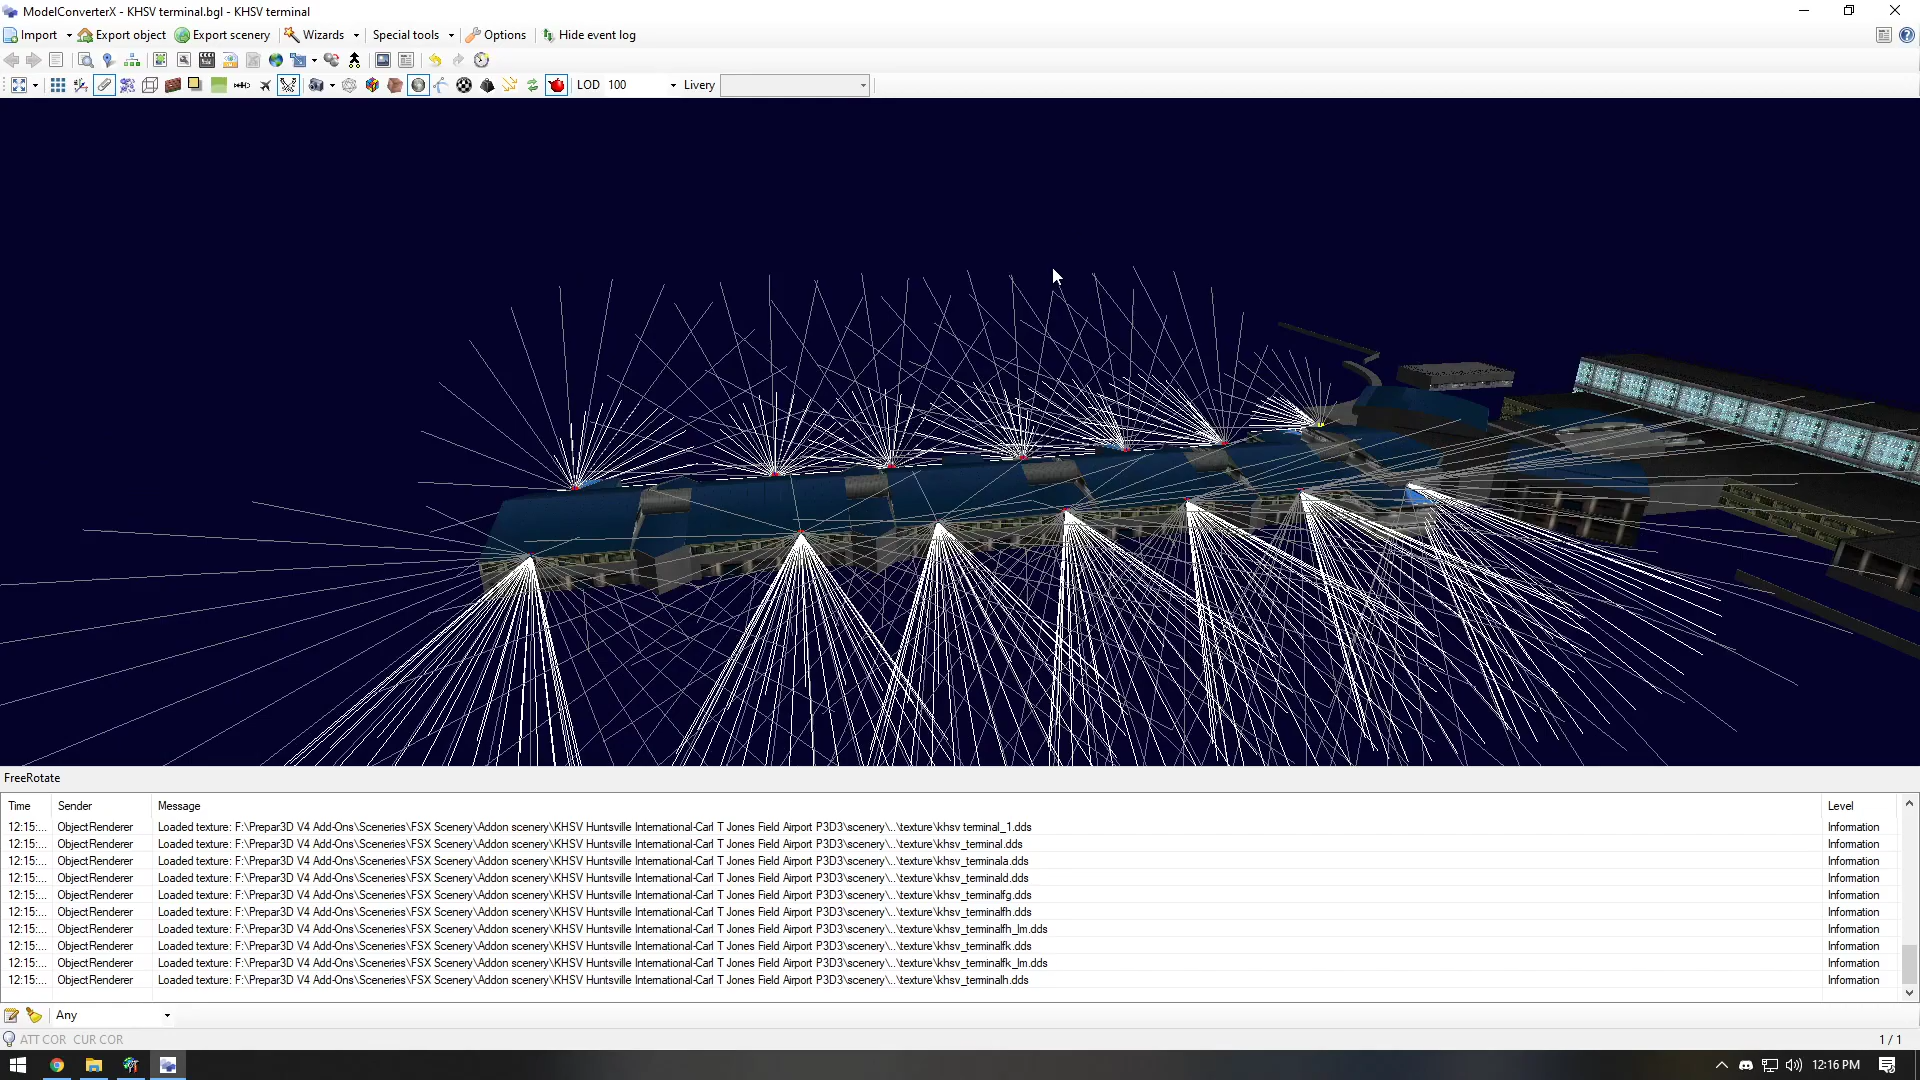 ModelConverterX - KHSV terminal.bgl - KHSV terminal
Import Export object Export scenery Wizards Special tools Options Hide event log
LOD 100 Livery
FreeRotate
Time Sender Message Level
12:15:... ObjectRenderer Loaded texture: F:\Prepar3D V4 Add-Ons\Sceneries\FSX Scenery\Addon scenery\KHSV Huntsville International-Carl T Jones Field Airport P3D3\scenery\..\texture\khsv terminal_1.dds Information
12:15:... ObjectRenderer Loaded texture: F:\Prepar3D V4 Add-Ons\Sceneries\FSX Scenery\Addon scenery\KHSV Huntsville International-Carl T Jones Field Airport P3D3\scenery\..\texture\khsv_terminal.dds Information
12:15:... ObjectRenderer Loaded texture: F:\Prepar3D V4 Add-Ons\Sceneries\FSX Scenery\Addon scenery\KHSV Huntsville International-Carl T Jones Field Airport P3D3\scenery\..\texture\khsv_terminala.dds Information
12:15:... ObjectRenderer Loaded texture: F:\Prepar3D V4 Add-Ons\Sceneries\FSX Scenery\Addon scenery\KHSV Huntsville International-Carl T Jones Field Airport P3D3\scenery\..\texture\khsv_terminald.dds Information
12:15:... ObjectRenderer Loaded texture: F:\Prepar3D V4 Add-Ons\Sceneries\FSX Scenery\Addon scenery\KHSV Huntsville International-Carl T Jones Field Airport P3D3\scenery\..\texture\khsv_terminalfg.dds Information
12:15:... ObjectRenderer Loaded texture: F:\Prepar3D V4 Add-Ons\Sceneries\FSX Scenery\Addon scenery\KHSV Huntsville International-Carl T Jones Field Airport P3D3\scenery\..\texture\khsv_terminalfh.dds Information
12:15:... ObjectRenderer Loaded texture: F:\Prepar3D V4 Add-Ons\Sceneries\FSX Scenery\Addon scenery\KHSV Huntsville International-Carl T Jones Field Airport P3D3\scenery\..\texture\khsv_terminalfh_lm.dds Information
12:15:... ObjectRenderer Loaded texture: F:\Prepar3D V4 Add-Ons\Sceneries\FSX Scenery\Addon scenery\KHSV Huntsville International-Carl T Jones Field Airport P3D3\scenery\..\texture\khsv_terminalfk.dds Information
12:15:... ObjectRenderer Loaded texture: F:\Prepar3D V4 Add-Ons\Sceneries\FSX Scenery\Addon scenery\KHSV Huntsville International-Carl T Jones Field Airport P3D3\scenery\..\texture\khsv_terminalfk_lm.dds Information
12:15:... ObjectRenderer Loaded texture: F:\Prepar3D V4 Add-Ons\Sceneries\FSX Scenery\Addon scenery\KHSV Huntsville International-Carl T Jones Field Airport P3D3\scenery\..\texture\khsv_terminalh.dds Information
Any
ATT COR CUR COR 1 / 1
12:16 PM